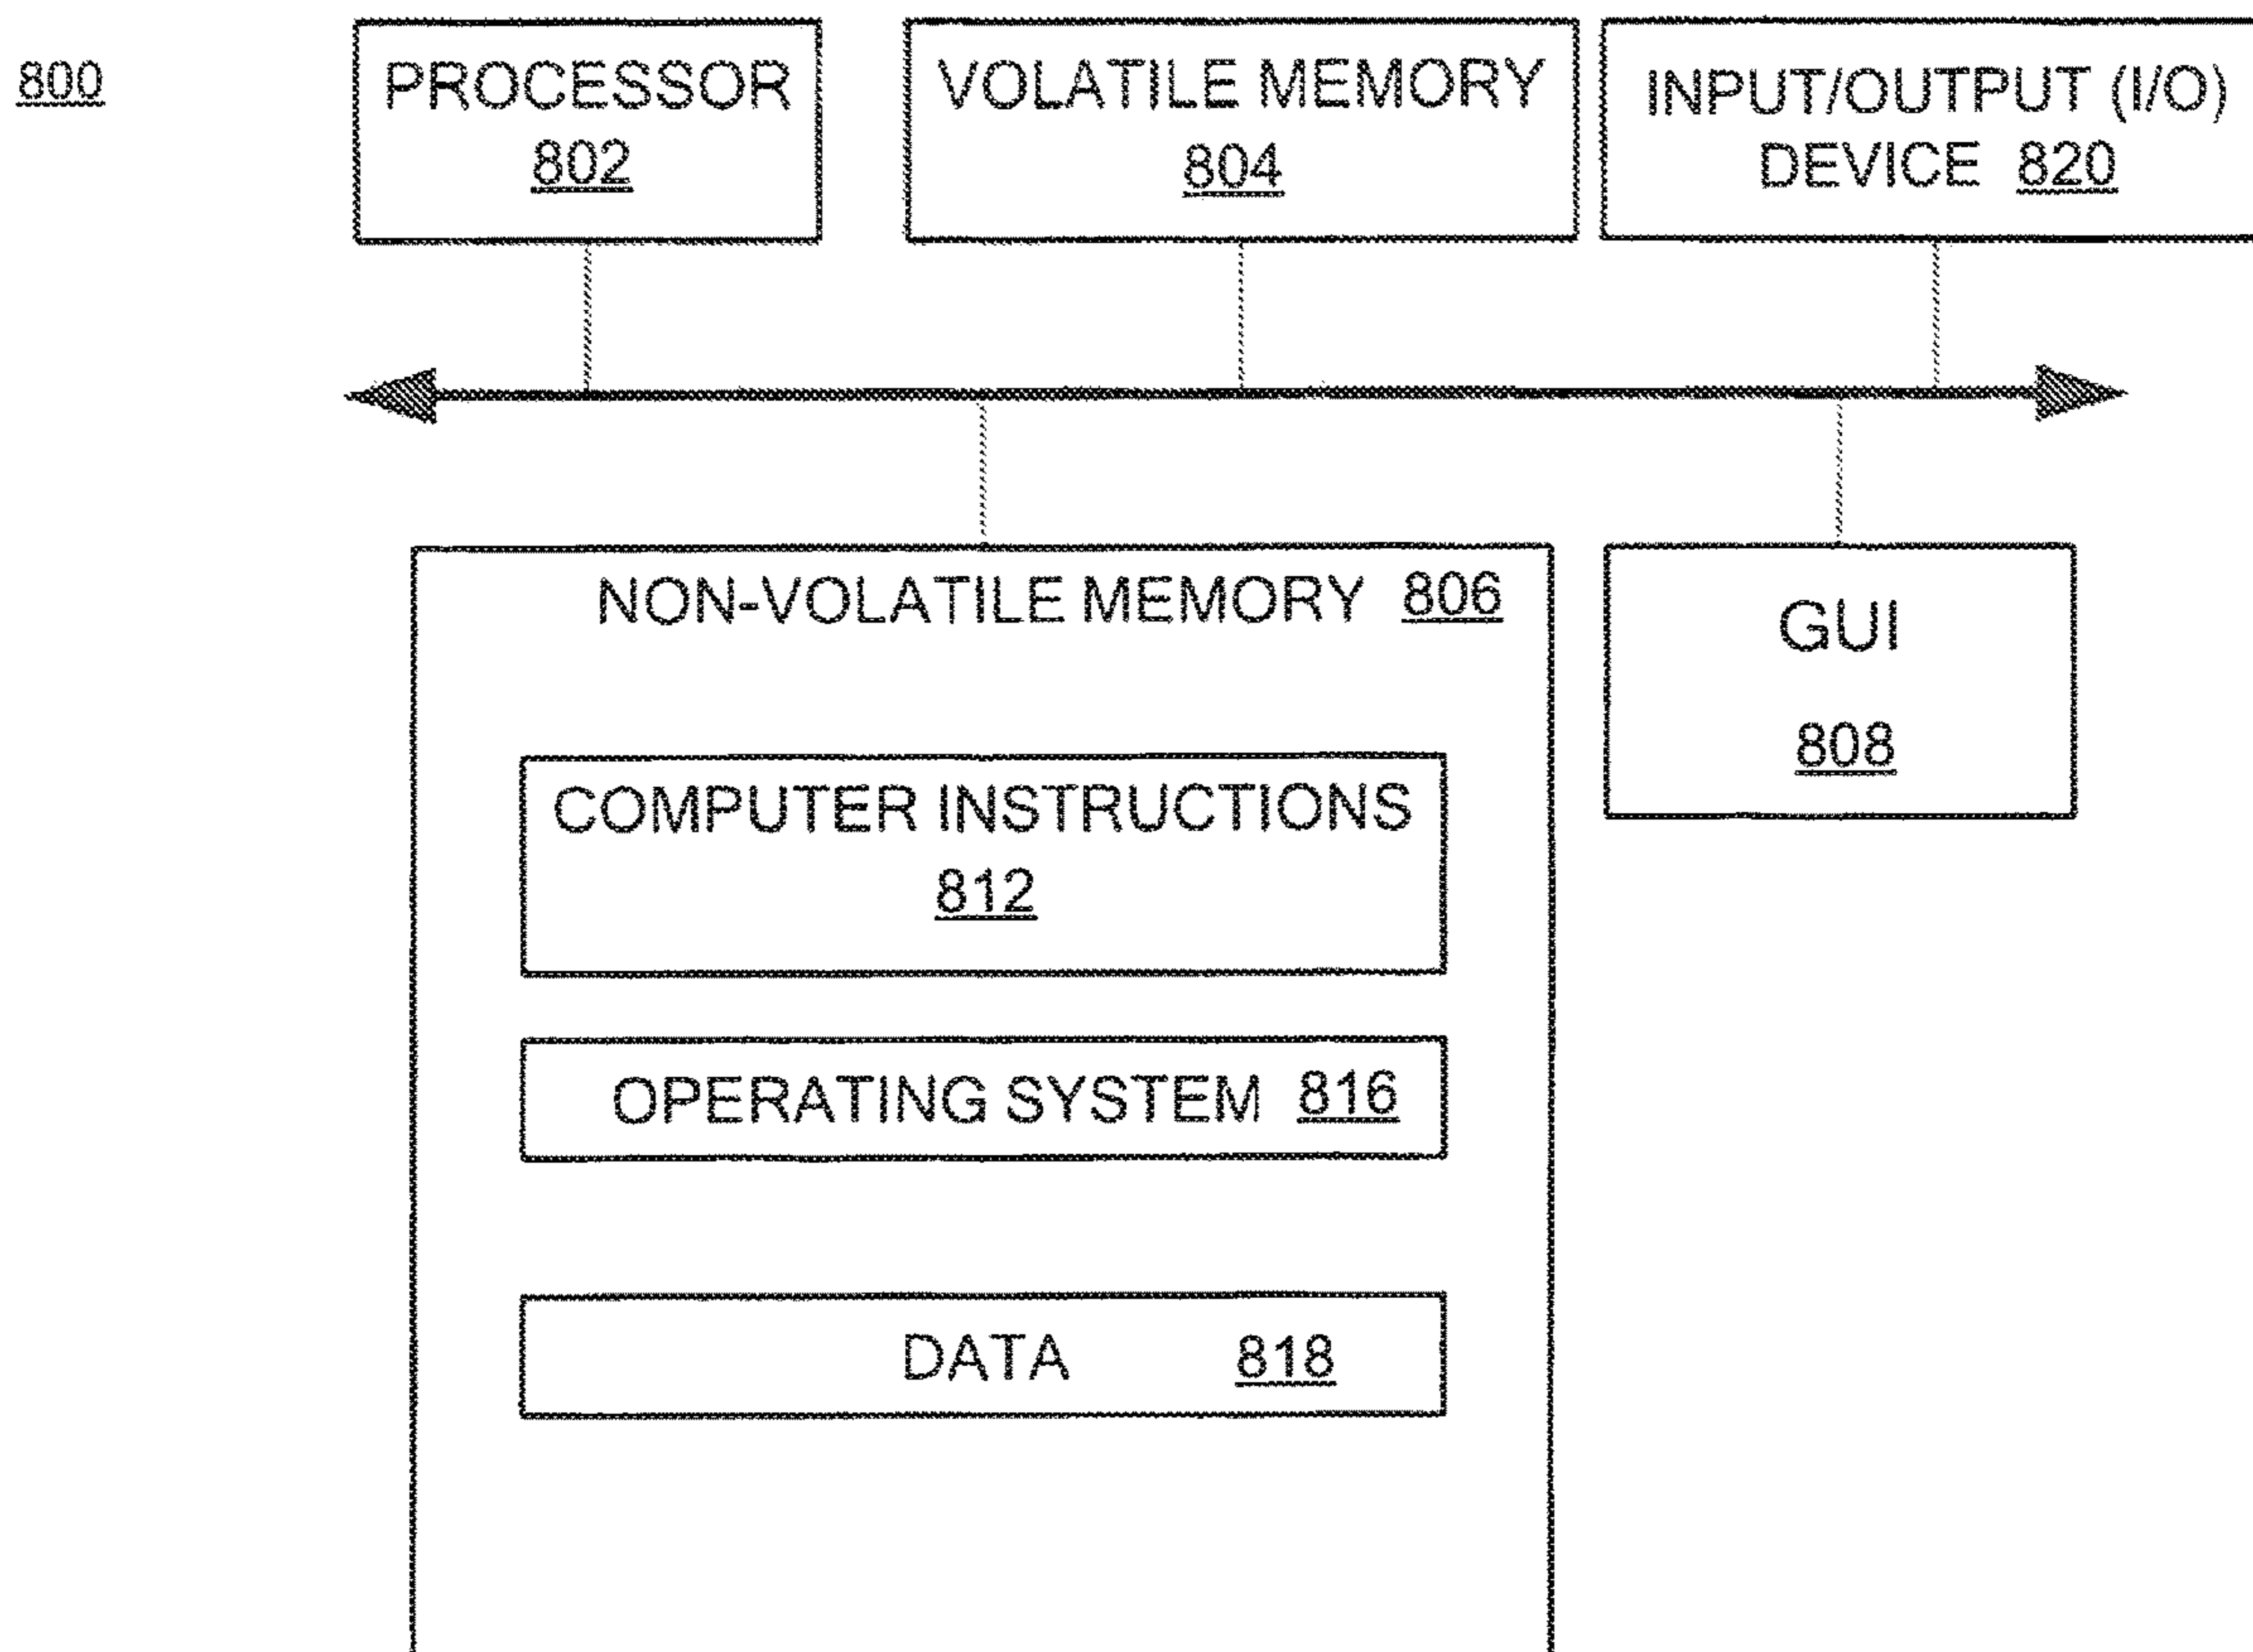 800
PROCESSOR
802
VOLATILE MEMORY
804
INPUT/OUTPUT (I/O)
DEVICE 820
NON-VOLATILE MEMORY 806
GUI
808
COMPUTER INSTRUCTIONS
812
OPERATING SYSTEM 816
DATA 818